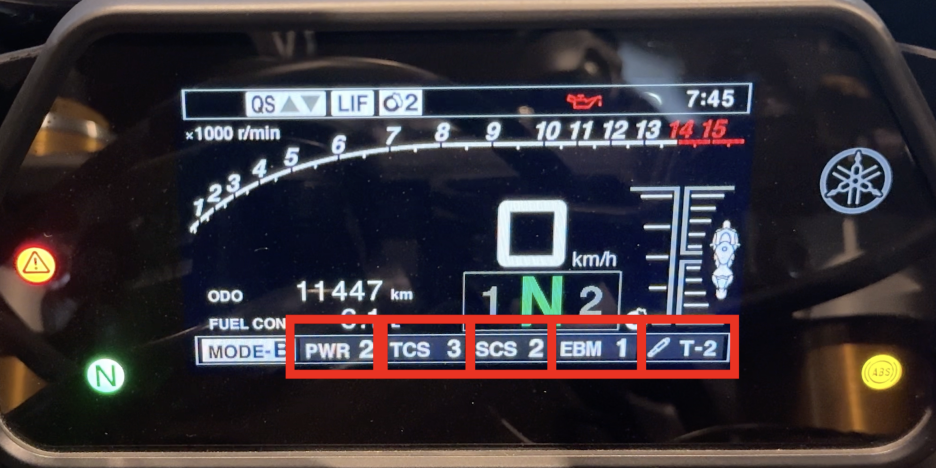 QS LIF 2 7:45
×1000 r/min
1 2 3 4 5 6 7 8 9 10 11 12 13 14 15
0 km/h
ODO 11447 km
1 N 2
FUEL CON
MODE-B PWR 2 TCS 3 SCS 2 EBM 1 T-2
N
ABS